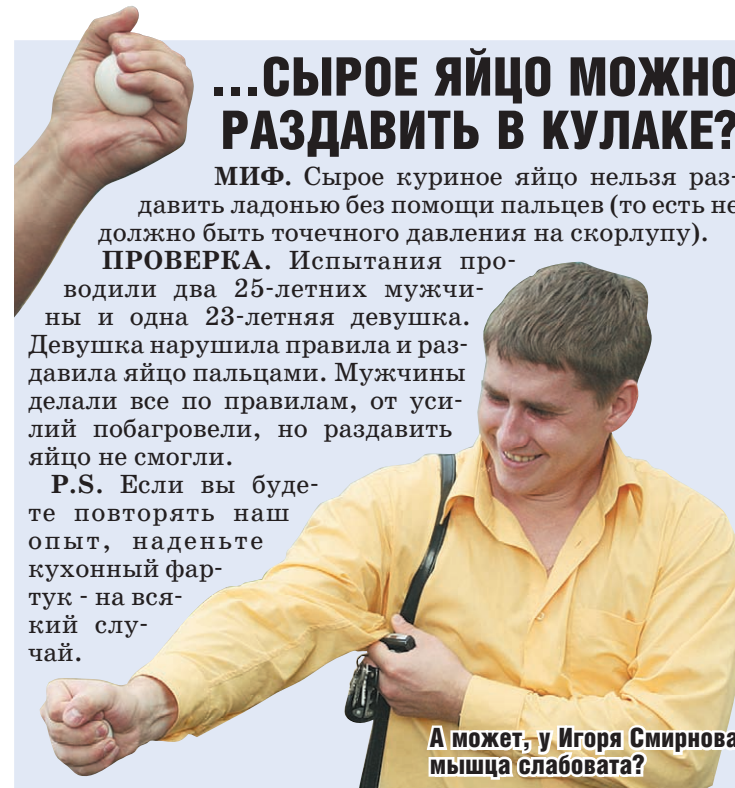 ...СЫРОЕ ЯЙЦО МОЖНО
РАЗДАВИТЬ В КУЛАКЕ?
МИФ. Сырое куриное яйцо нельзя раз-
давить ладонью без помощи пальцев (то есть не
должно быть точечного давления на скорлупу).
ПРОВЕРКА. Испытания про-
водили два 25-летних мужчи-
ны и одна 23-летняя девушка.
Девушка нарушила правила и раз-
давила яйцо пальцами. Мужчины
делали все по правилам, от уси-
лий побагровели, но раздавить
яйцо не смогли.
P.S. Если вы буде-
те повторять наш
опыт, наденьте
кухонный фар-
тук - на вся-
кий слу-
чай.
А может, у Игоря Смирнова
мышца слабовата?